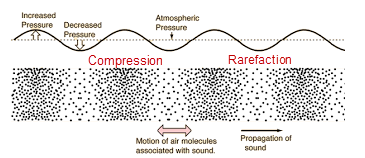 Increased
Pressure
Decreased
Pressure
Atmospheric
Pressure
Compression
Rarefaction
Motion of air molecules
associated with sound.
Propagation of
sound